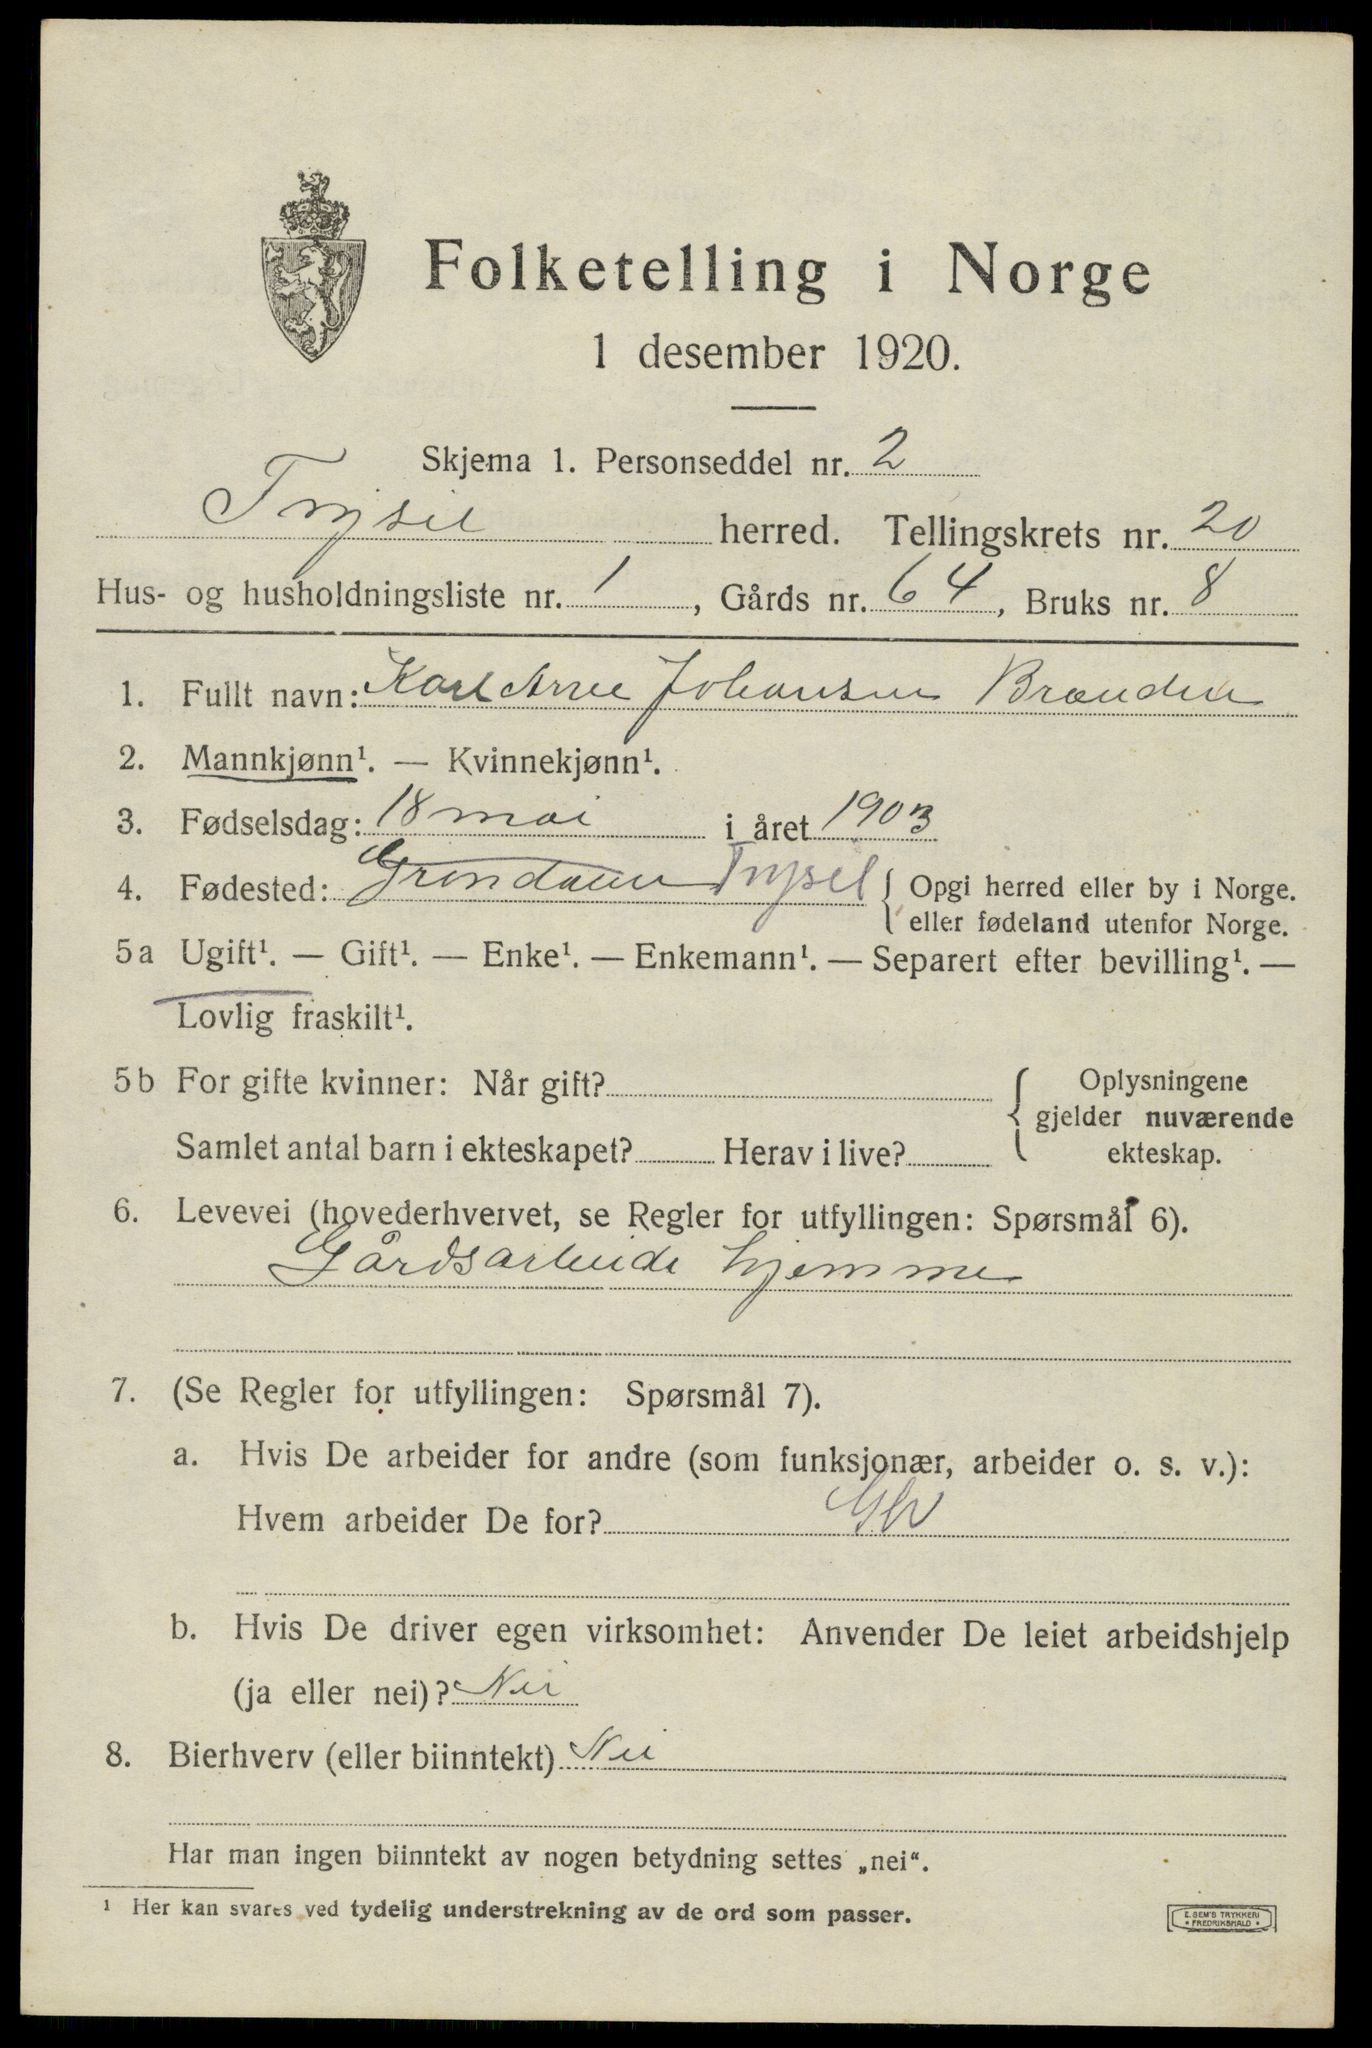 Folketelling i Norge
1 desember 1920.
Skjema 1. Personseddel nr. 2
Trysil herred. Tellingskrets nr. 20
Hus- og husholdningsliste nr. 1, Gårds nr. 64, Bruks nr. 8
1. Fullt navn: Karl Arne Johansen Brænden
2. Mannkjønn¹. — Kvinnekjønn¹.
3. Fødselsdag: 18 mai i året 1903
4. Fødested: Trysil { Opgi herred eller by i Norge.
eller fødeland utenfor Norge.
5a Ugift¹. — Gift¹. — Enke¹. — Enkemann¹. — Separert efter bevilling¹. —
Lovlig fraskilt¹.
5b For gifte kvinner: Når gift? { Oplysningene
gjelder nuværende
Samlet antal barn i ekteskapet? Herav i live? ekteskap.
6. Levevei (hovederhvervet, se Regler for utfyllingen: Spørsmål 6).
Gårdsarbeide hjemme
7. (Se Regler for utfyllingen: Spørsmål 7).
a. Hvis De arbeider for andre (som funksjonær, arbeider o. s. v.):
Hvem arbeider De for?
b. Hvis De driver egen virksomhet: Anvender De leiet arbeidshjelp
(ja eller nei)? Nei
8. Bierhverv (eller biinntekt) Nei
Har man ingen biinntekt av nogen betydning settes „nei“.
¹ Her kan svares ved tydelig understrekning av de ord som passer.
E. SEM'S TRYKKERI
* FREDRIKSHALD *